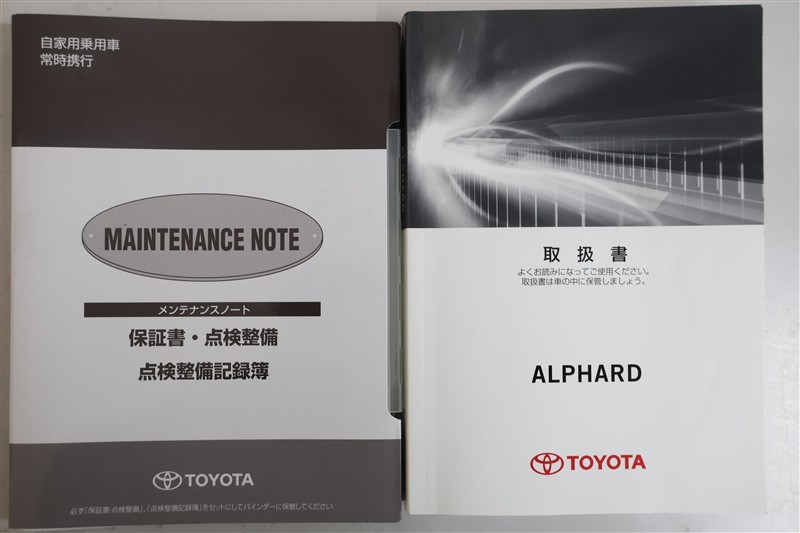 自家用乗用車
常時携行
MAINTENANCE NOTE
メンテナンスノート
保証書・点検整備
点検整備記録簿
TOYOTA
必ず「保証書・点検整備」、「点検整備記録簿」をセットにしてバインダーに保管してください
取扱書
よくお読みになってご使用ください。
取扱書は車の中に保管しましょう。
ALPHARD
TOYOTA